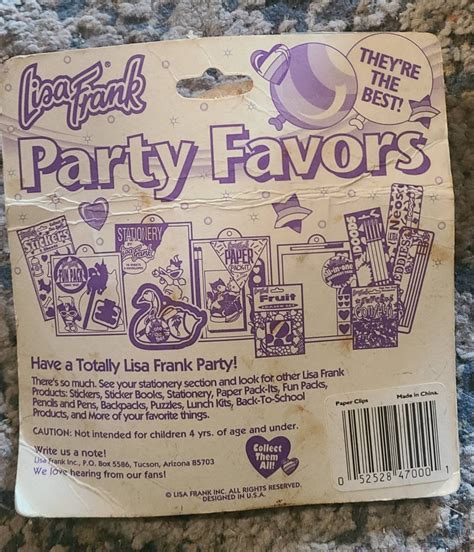 Lisa Frank®
THEY'RE
THE
BEST!
Party Favors
Stickers
FUN PACK
STATIONERY
PAPER
Fruit
Have a Totally Lisa Frank Party!
There's so much. See your stationery section and look for other Lisa Frank
Products: Stickers, Sticker Books, Stationery, Paper Pack-Its, Fun Packs,
Pencils and Pens, Backpacks, Puzzles, Lunch Kits, Back-To-School
Products, and More of your favorite things.
CAUTION: Not intended for children 4 yrs. of age and under.
Write us a note!
Lisa Frank Inc., P.O. Box 5586, Tucson, Arizona 85703
We love hearing from our fans!
Collect
Them
All!
© LISA FRANK INC. ALL RIGHTS RESERVED.
DESIGNED IN U.S.A.
Paper Clips
Made in China.
0 52528 47000 1